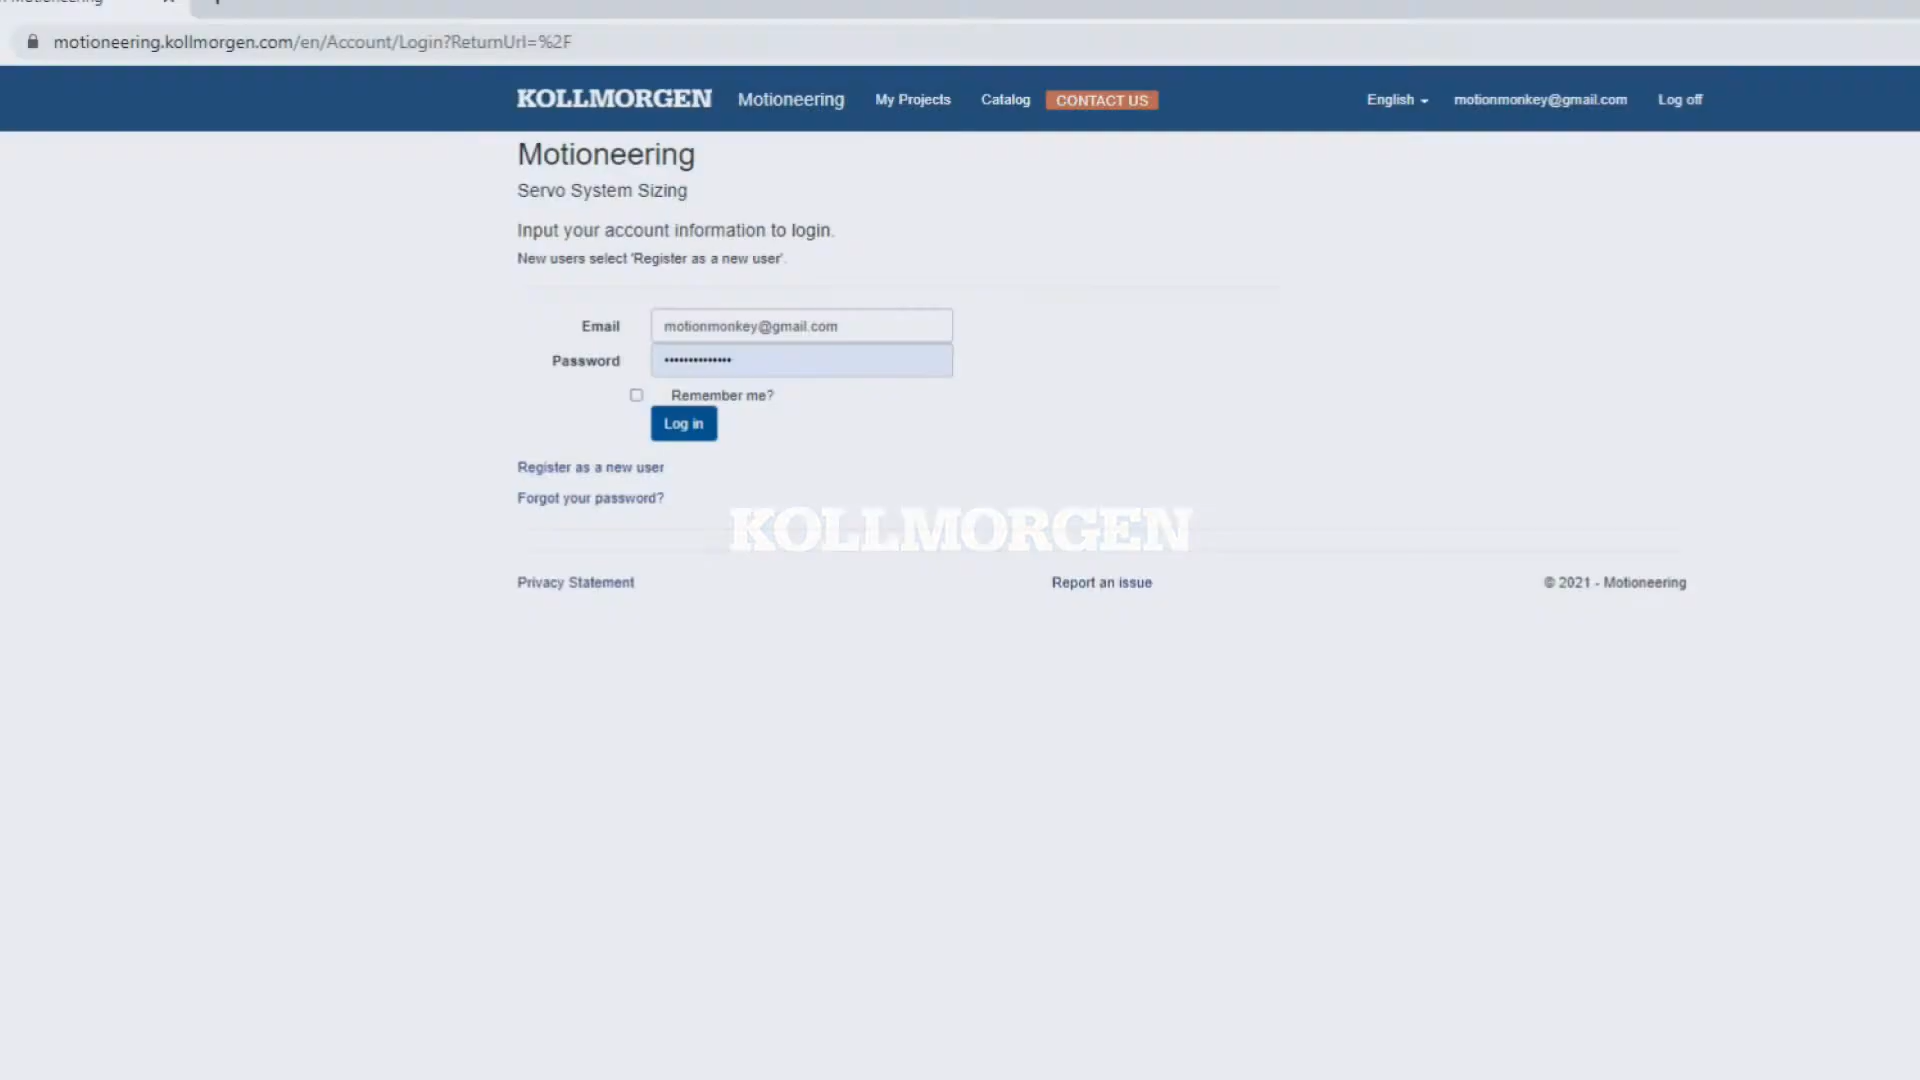 motioneering.kollmorgen.com/en/Account/Login?ReturnUrl=%2F
KOLLMORGEN Motioneering My Projects Catalog CONTACT US English motionmonkey@gmail.com Log off
Motioneering
Servo System Sizing
Input your account information to login.
New users select 'Register as a new user'.
Email motionmonkey@gmail.com
Password ••••••••••••••
Remember me?
Log in
Register as a new user
Forgot your password?
KOLLMORGEN
Privacy Statement Report an issue © 2021 - Motioneering